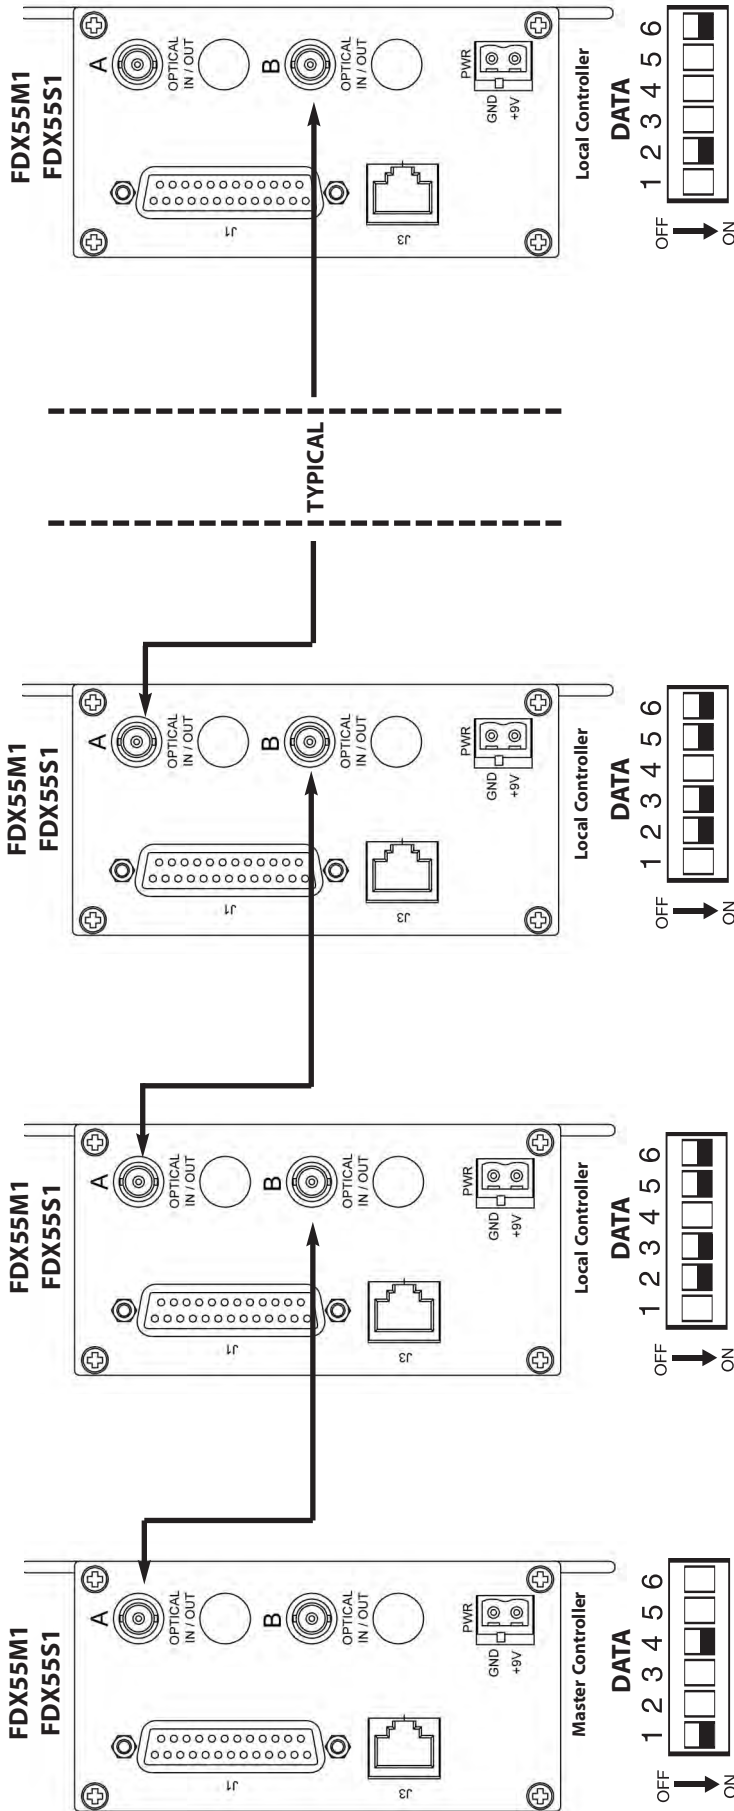 FDX55M1
FDX55S1
A
OPTICAL
IN / OUT
B
OPTICAL
IN / OUT
J1
J3
PWR
GND
+9V
Master Controller
DATA
1 2 3 4 5 6
OFF
ON
FDX55M1
FDX55S1
A
OPTICAL
IN / OUT
B
OPTICAL
IN / OUT
J1
J3
PWR
GND
+9V
Local Controller
DATA
1 2 3 4 5 6
OFF
ON
FDX55M1
FDX55S1
A
OPTICAL
IN / OUT
B
OPTICAL
IN / OUT
J1
J3
PWR
GND
+9V
Local Controller
DATA
1 2 3 4 5 6
OFF
ON
TYPICAL
FDX55M1
FDX55S1
A
OPTICAL
IN / OUT
B
OPTICAL
IN / OUT
J1
J3
PWR
GND
+9V
Local Controller
DATA
1 2 3 4 5 6
OFF
ON